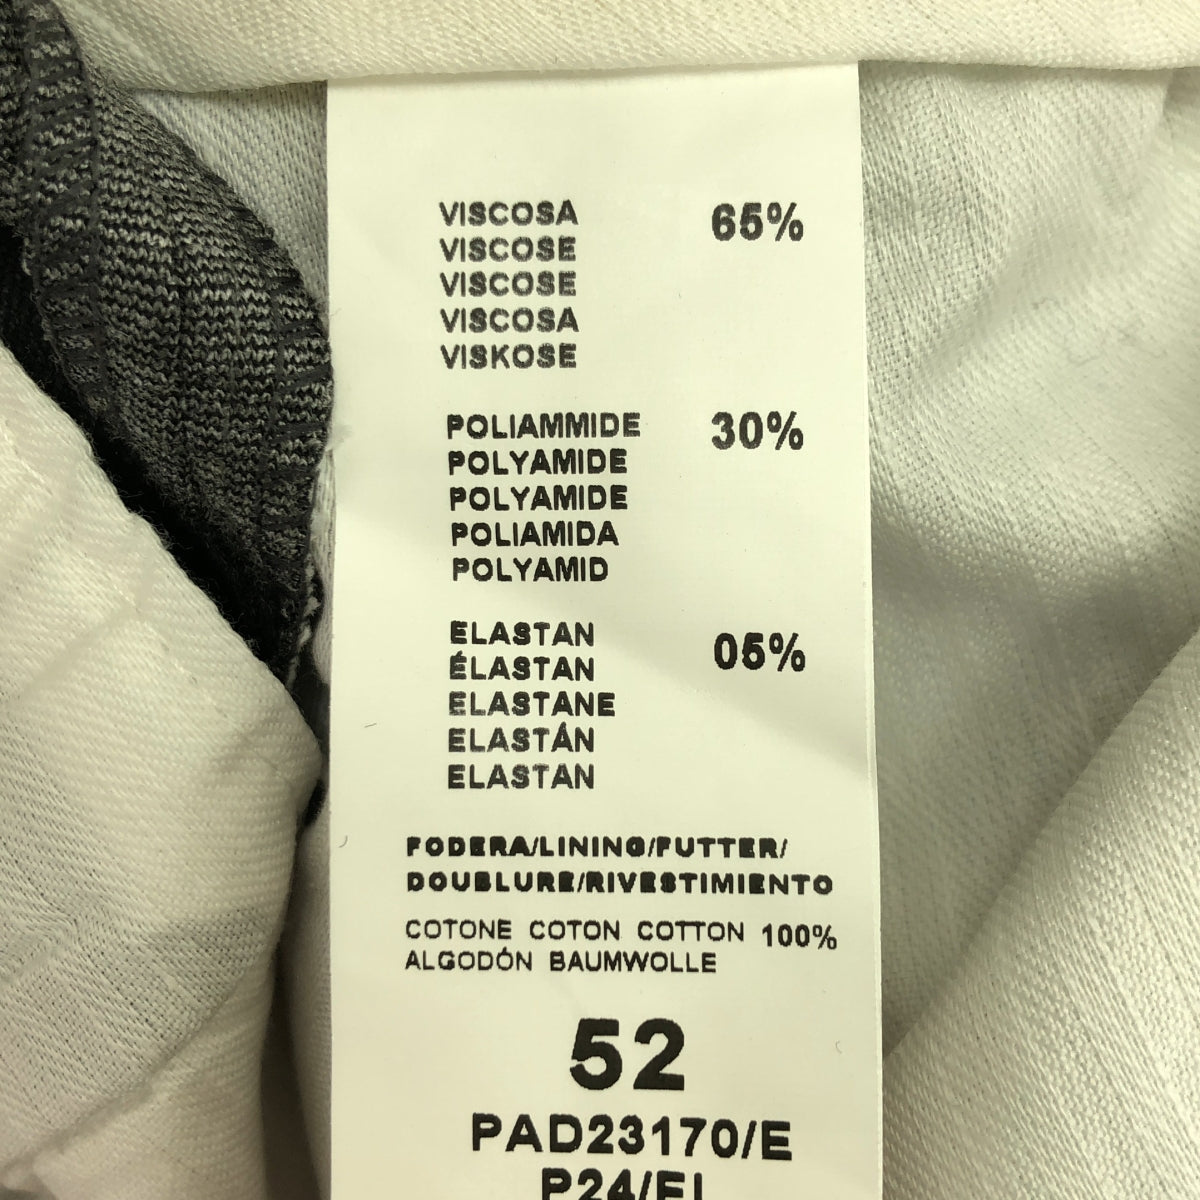 VISCOSA 65%
VISCOSE
VISCOSE
VISCOSA
VISKOSE
POLIAMMIDE 30%
POLYAMIDE
POLYAMIDE
POLIAMIDA
POLYAMID
ELASTAN 05%
ÉLASTAN
ELASTANE
ELASTÁN
ELASTAN
FODERA/LINING/FUTTER/
DOUBLURE/RIVESTIMIENTO
COTONE COTON COTTON 100%
ALGODÓN BAUMWOLLE
52
PAD23170/E